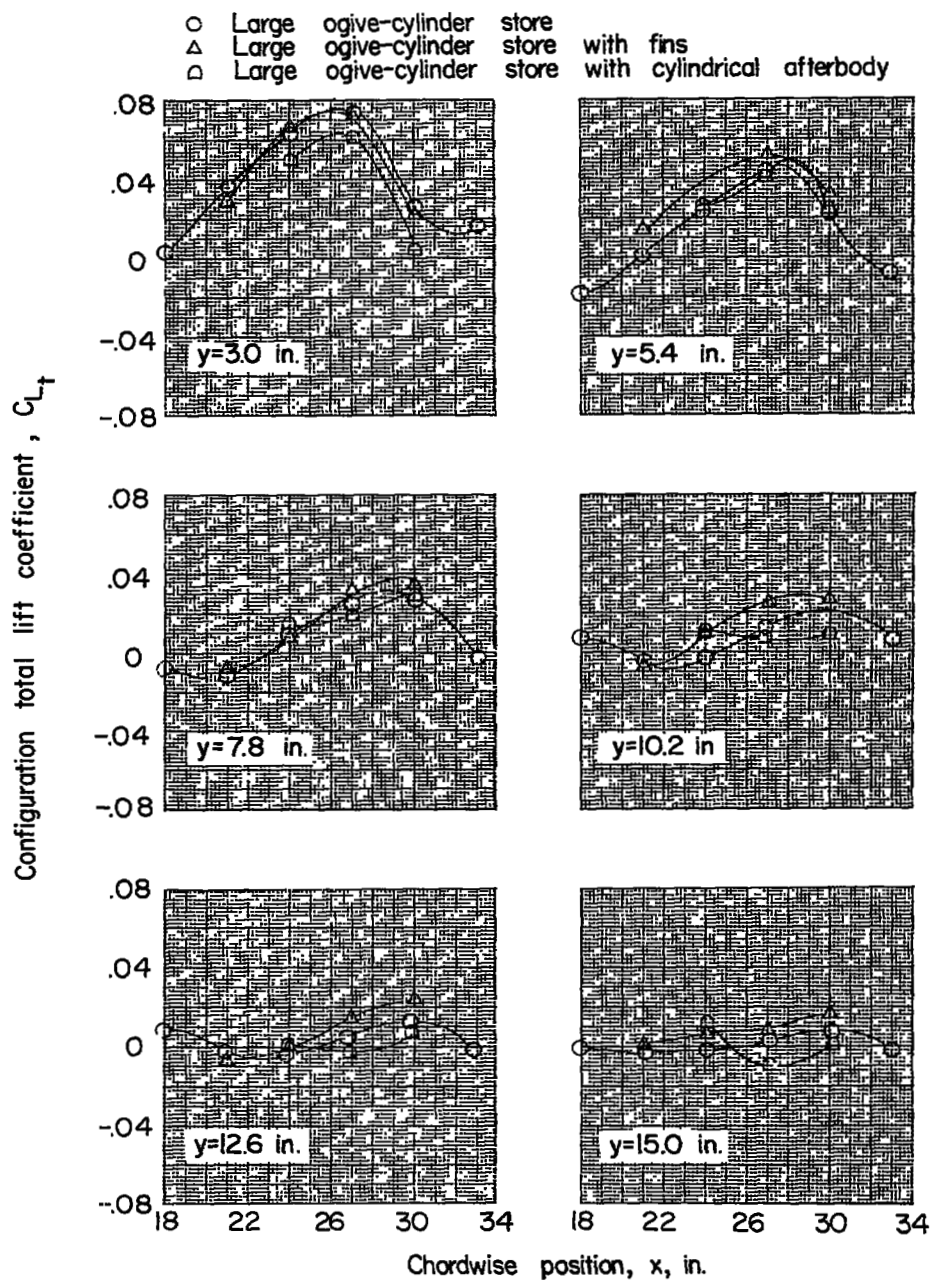 Large ogive-cylinder store
Large ogive-cylinder store with fins
Large ogive-cylinder store with cylindrical afterbody
Configuration total lift coefficient , CLt
.08
.04
0
-.04
-.08
y=3.0 in.
y=5.4 in.
.08
.04
0
-.04
-.08
y=7.8 in.
y=10.2 in
.08
.04
0
-.04
-.08
y=12.6 in.
y=15.0 in.
18 22 26 30 34
18 22 26 30 34
Chordwise position, x, in.